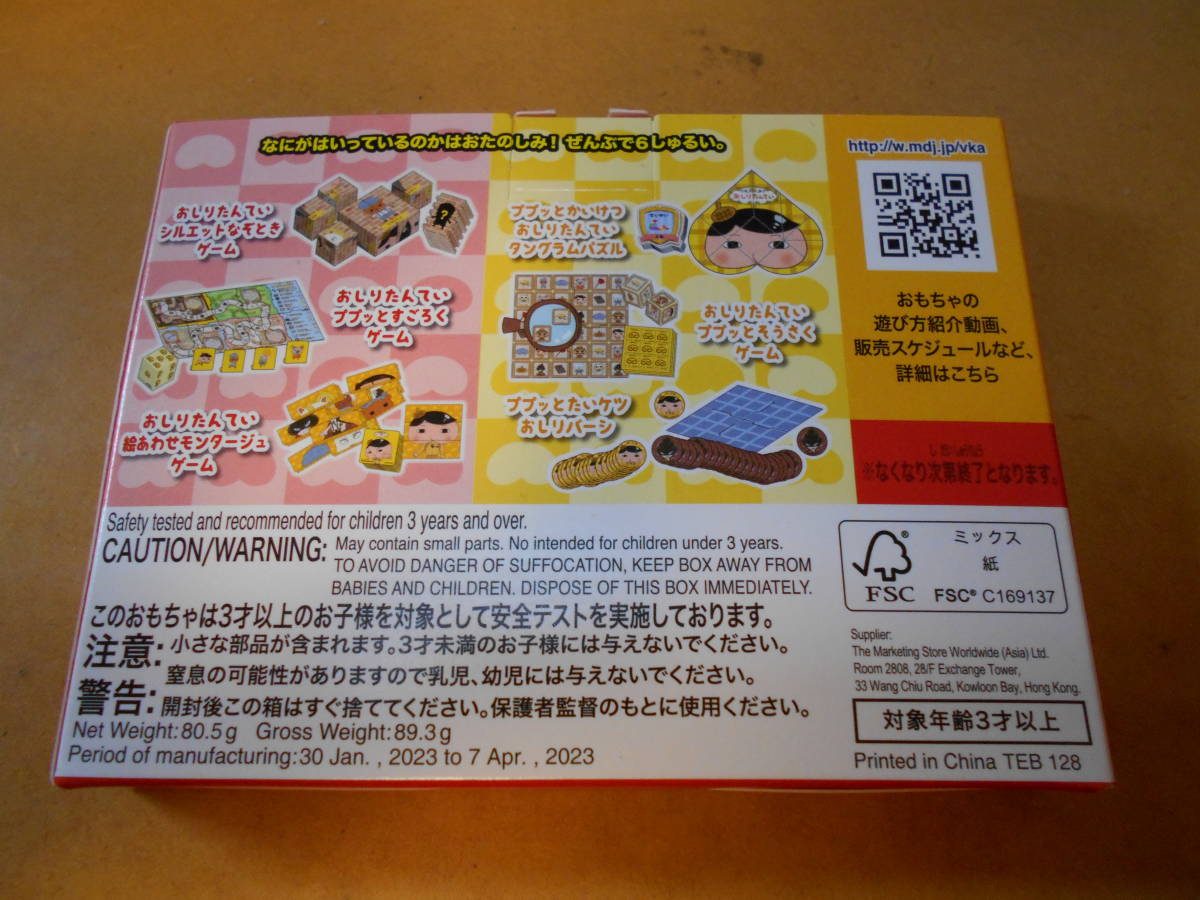 なにがはいっているのかはおたのしみ！ぜんぶで6しゅるい。
おしりたんてい
シルエットなぞとき
ゲーム
?
ププッとかいけつ
おしりたんてい
タングラムパズル
おしりたんてい
ププッとすごろく
ゲーム
おしりたんてい
ププッとそうさく
ゲーム
おしりたんてい
絵あわせモンタージュ
ゲーム
ププッとたいケツ
おしリバーシ
http://w.mdj.jp/vka
おもちゃの
遊び方紹介動画、
販売スケジュールなど、
詳細はこちら
※なくなり次第終了となります。
Safety tested and recommended for children 3 years and over.
CAUTION/WARNING: May contain small parts. No intended for children under 3 years.
TO AVOID DANGER OF SUFFOCATION, KEEP BOX AWAY FROM
BABIES AND CHILDREN. DISPOSE OF THIS BOX IMMEDIATELY.
このおもちゃは3才以上のお子様を対象として安全テストを実施しております。
注意: 小さな部品が含まれます。3才未満のお子様には与えないでください。
窒息の可能性がありますので乳児、幼児には与えないでください。
警告: 開封後この箱はすぐ捨ててください。保護者監督のもとに使用ください。
Net Weight:80.5g Gross Weight:89.3g
Period of manufacturing:30 Jan. , 2023 to 7 Apr. , 2023
FSC
ミックス
紙
FSC® C169137
Supplier:
The Marketing Store Worldwide (Asia) Ltd.
Room 2808, 28/F Exchange Tower,
33 Wang Chiu Road, Kowloon Bay, Hong Kong.
対象年齢3才以上
Printed in China TEB 128